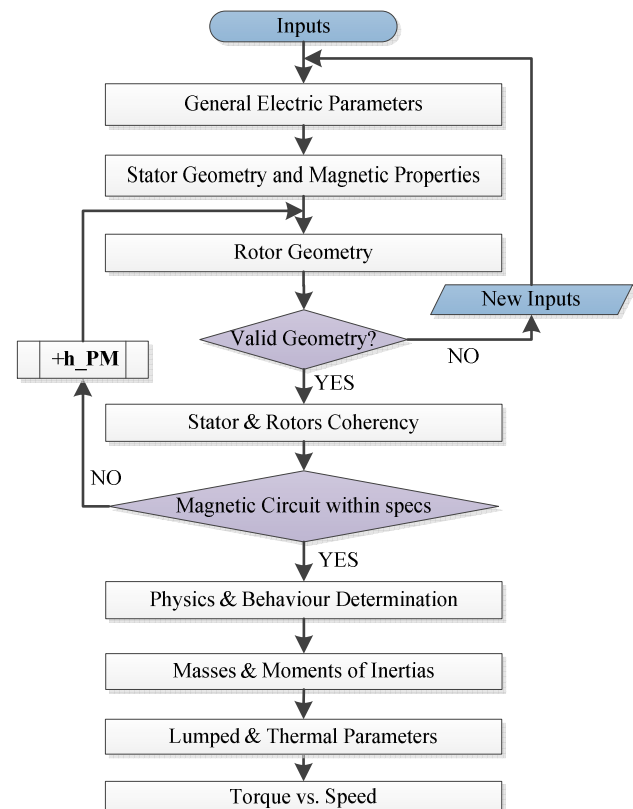 Inputs
General Electric Parameters
Stator Geometry and Magnetic Properties
Rotor Geometry
New Inputs
Valid Geometry?
NO
+h_PM
YES
Stator & Rotors Coherency
NO
Magnetic Circuit within specs
YES
Physics & Behaviour Determination
Masses & Moments of Inertias
Lumped & Thermal Parameters
Torque vs. Speed